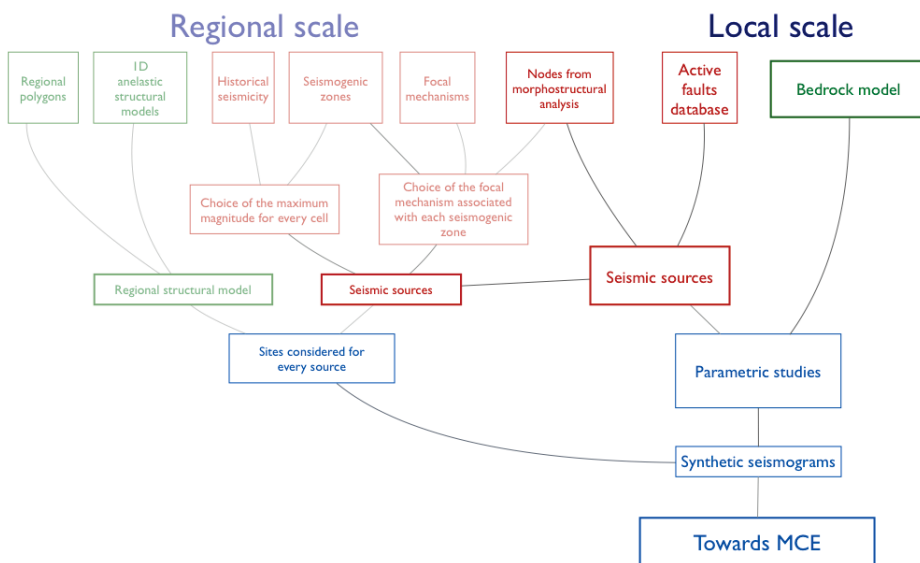 Regional scale
Local scale
Regional
polygons
1D
anelastic
structural
models
Historical
seismicity
Seismogenic
zones
Focal
mechanisms
Nodes from
morphostructural
analysis
Active
faults
database
Bedrock model
Choice of the maximum
magnitude for every cell
Choice of the focal
mechanism associated
with each seismogenic
zone
Regional structural model
Seismic sources
Seismic sources
Sites considered for
every source
Parametric studies
Synthetic seismograms
Towards MCE